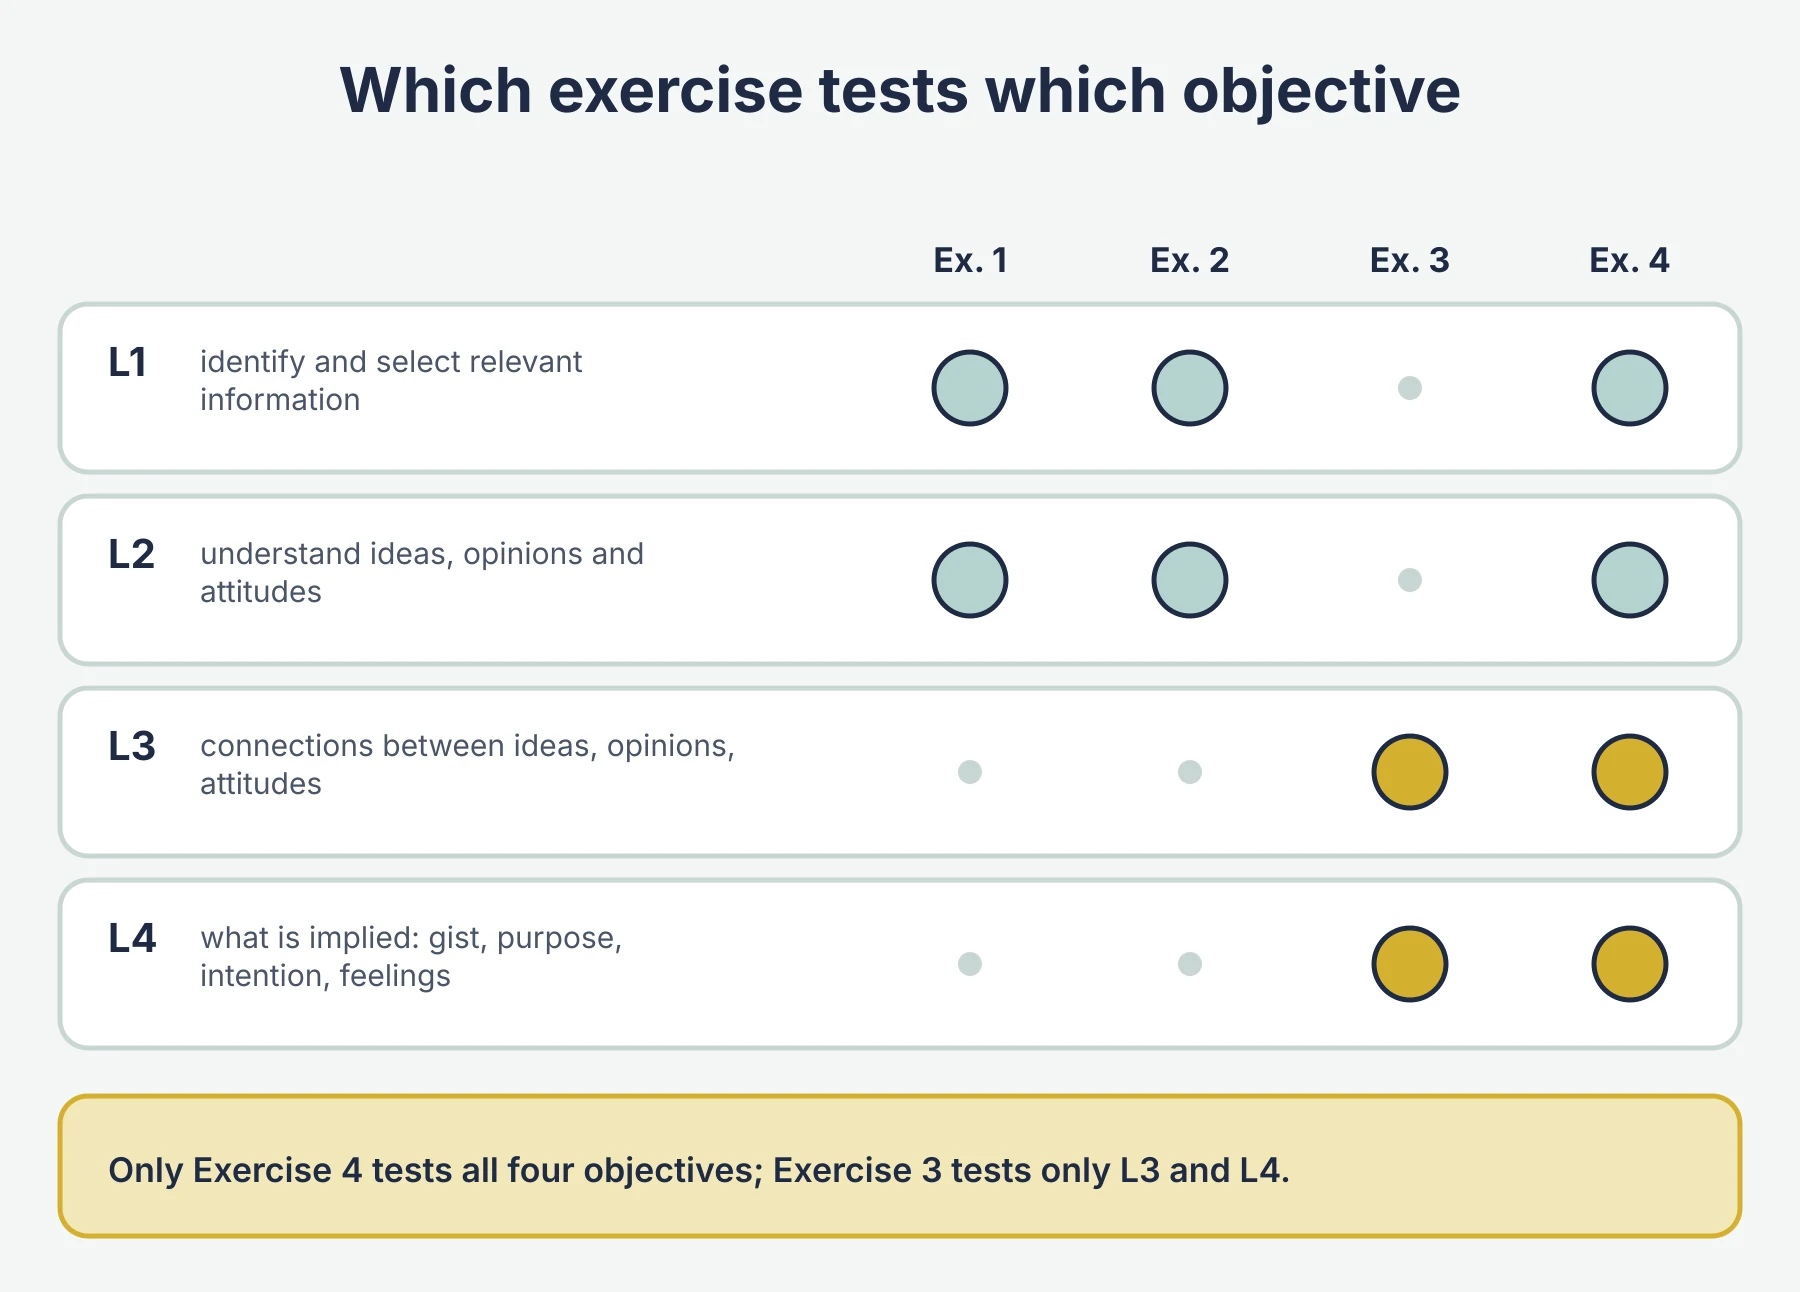 Which exercise tests which objective
Ex. 1 Ex. 2 Ex. 3 Ex. 4
L1 identify and select relevant
information
L2 understand ideas, opinions and
attitudes
L3 connections between ideas, opinions,
attitudes
L4 what is implied: gist, purpose,
intention, feelings
Only Exercise 4 tests all four objectives; Exercise 3 tests only L3 and L4.